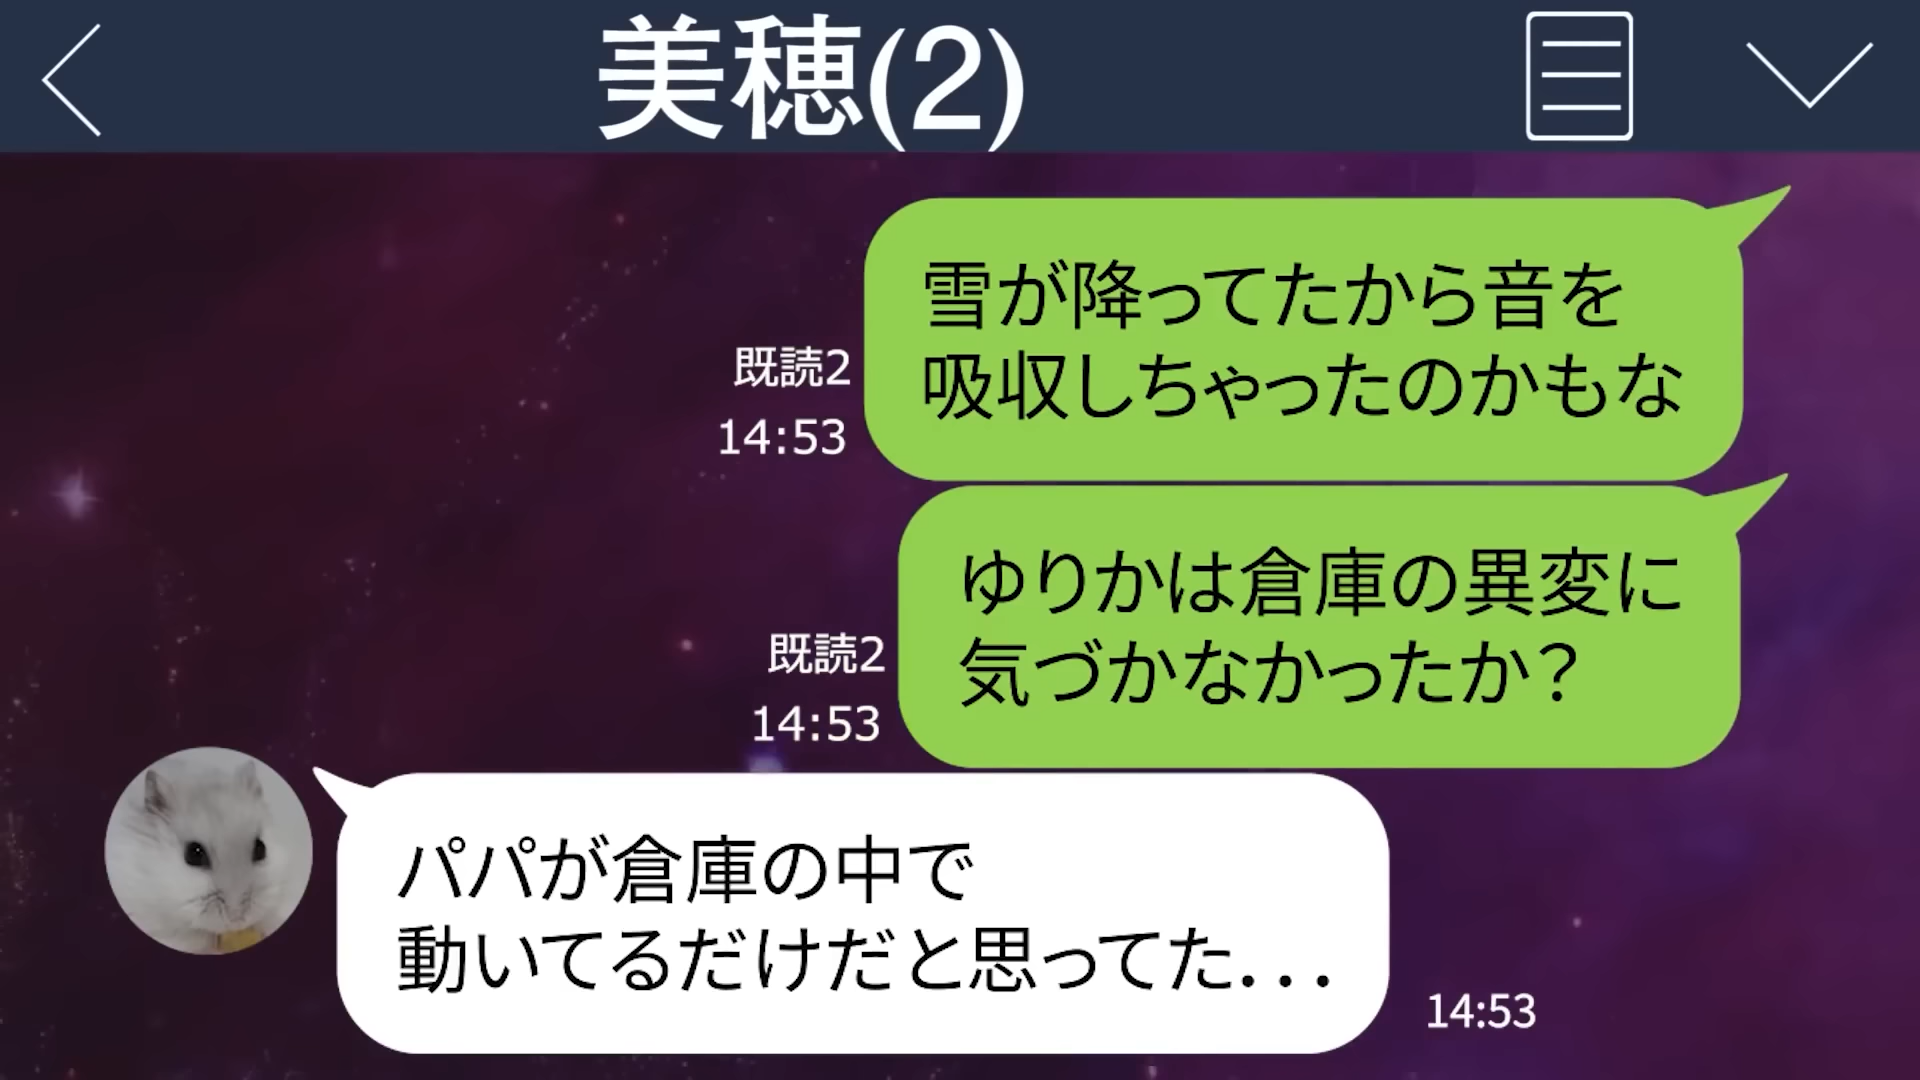 美穂(2)
雪が降ってたから音を
吸収しちゃったのかもな
既読2
14:53
ゆりかは倉庫の異変に
気づかなかったか？
既読2
14:53
パパが倉庫の中で
動いてるだけだと思ってた...
14:53